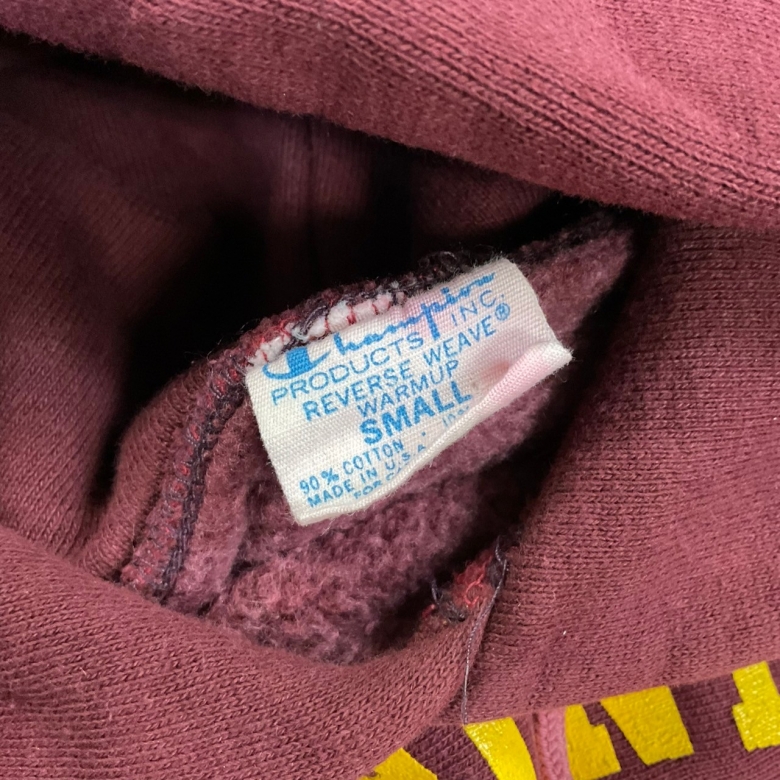 Champion
PRODUCTS INC.
REVERSE WEAVE®
WARMUP
SMALL
90% COTTON
MADE IN U.S.A.